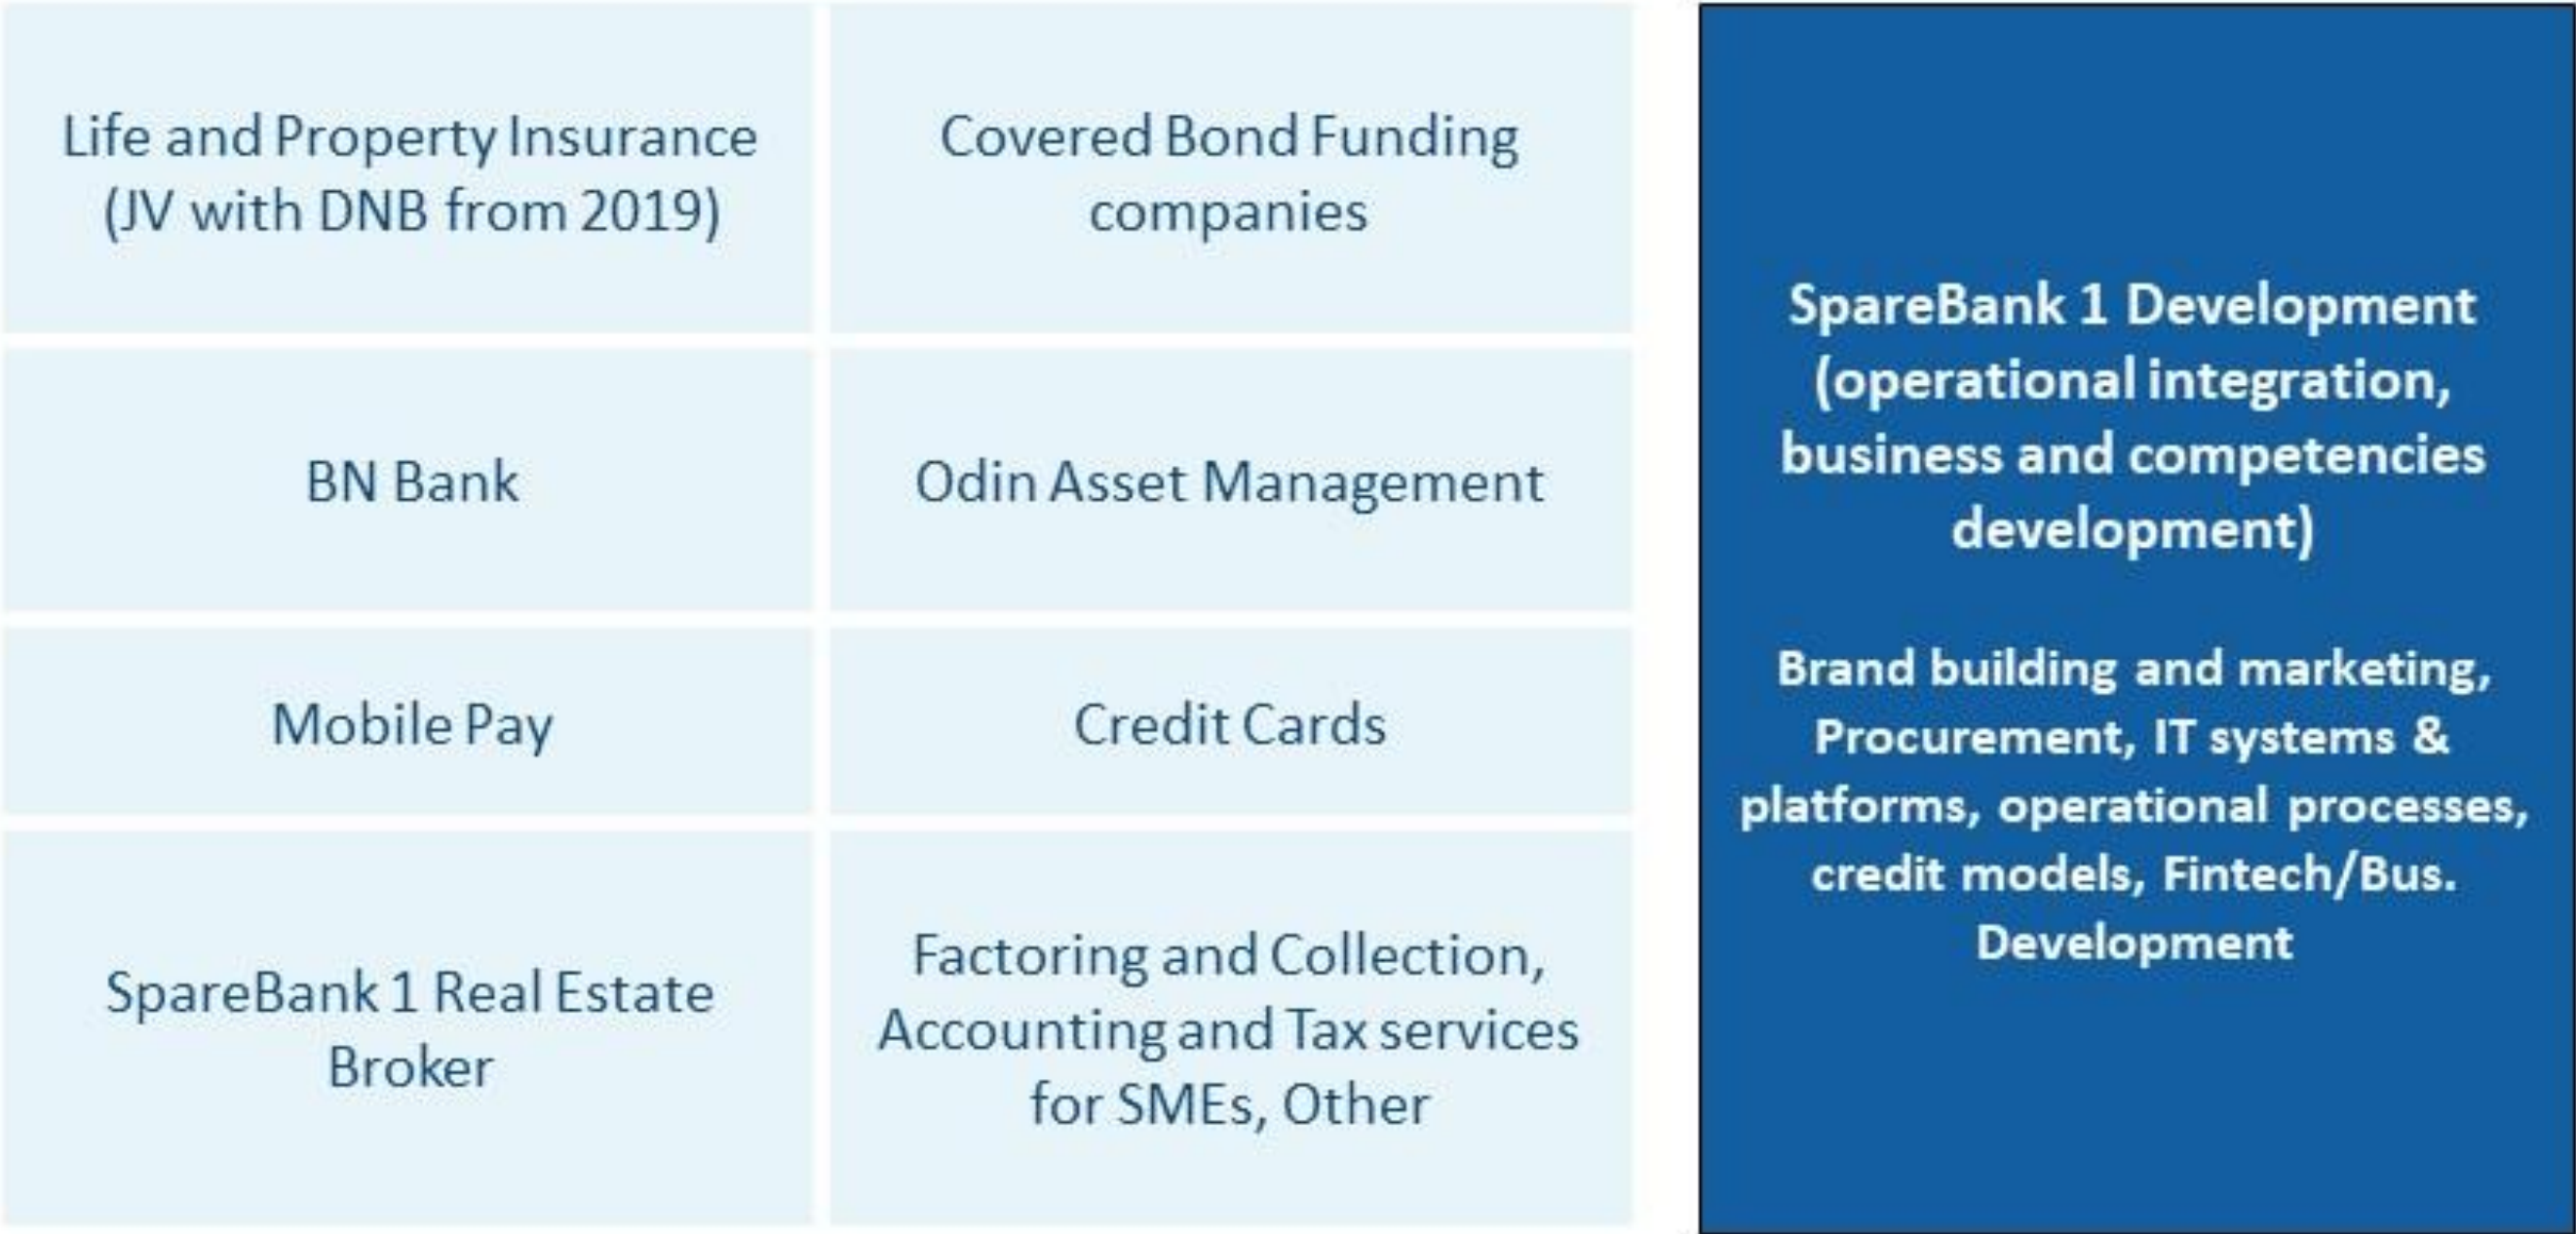 Life and Property Insurance
(JV with DNB from 2019)
Covered Bond Funding
companies
BN Bank
Odin Asset Management
Mobile Pay
Credit Cards
SpareBank 1 Real Estate
Broker
Factoring and Collection,
Accounting and Tax services
for SMEs, Other
SpareBank 1 Development
(operational integration,
business and competencies
development)
Brand building and marketing,
Procurement, IT systems &
platforms, operational processes,
credit models, Fintech/Bus.
Development